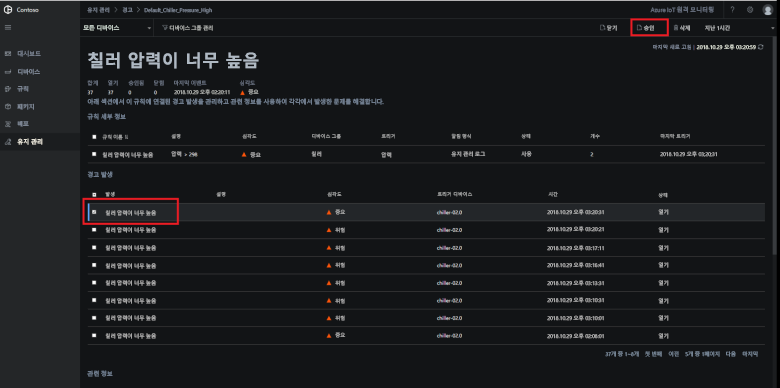 Contoso
유지 관리 > 경고 > Default_Chiller_Pressure_High
Azure IoT 원격 모니터링
모든 디바이스
디바이스 그룹 관리
닫기
승인
삭제
지난 1시간
대시보드
디바이스
규칙
패키지
배포
유지 관리
마지막 새로 고침 | 2018.10.29 오후 03:20:59
칠러 압력이 너무 높음
합계 열기 승인됨 닫힘 마지막 이벤트 심각도
37 37 0 0 2018.10.29 오후 02:20:11 중요
아래 섹션에서 이 규칙에 연결된 경고 발생을 관리하고 관련 정보를 사용하여 각각에서 발생한 문제를 해결합니다.
규칙 세부 정보
규칙 이름 설명 심각도 디바이스 그룹 트리거 알림 형식 상태 개수 마지막 트리거
칠러 압력이 너무 높음 압력 > 298 중요 칠러 압력 유지 관리 로그 사용 2 2018.10.29 오후 03:20:31
경고 발생
발생 설명 심각도 트리거 디바이스 시간 상태
칠러 압력이 너무 높음 중요 chiller-02.0 2018.10.29 오후 03:20:31 열기
칠러 압력이 너무 높음 위험 chiller-02.0 2018.10.29 오후 03:20:21 열기
칠러 압력이 너무 높음 위험 chiller-02.0 2018.10.29 오후 03:17:11 열기
칠러 압력이 너무 높음 위험 chiller-02.0 2018.10.29 오후 03:16:41 열기
칠러 압력이 너무 높음 위험 chiller-02.0 2018.10.29 오후 03:13:31 열기
칠러 압력이 너무 높음 위험 chiller-02.0 2018.10.29 오후 03:10:31 열기
칠러 압력이 너무 높음 위험 chiller-02.0 2018.10.29 오후 03:10:01 열기
칠러 압력이 너무 높음 중요 chiller-02.0 2018.10.29 오후 02:06:01 열기
37개 중 1-8개 첫 번째 이전 5개 중 1페이지 다음 마지막
관련 정보